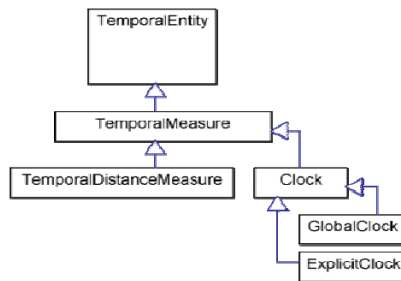 TemporalEntity
TemporalMeasure
TemporalDistanceMeasure
Clock
GlobalClock
ExplicitClock